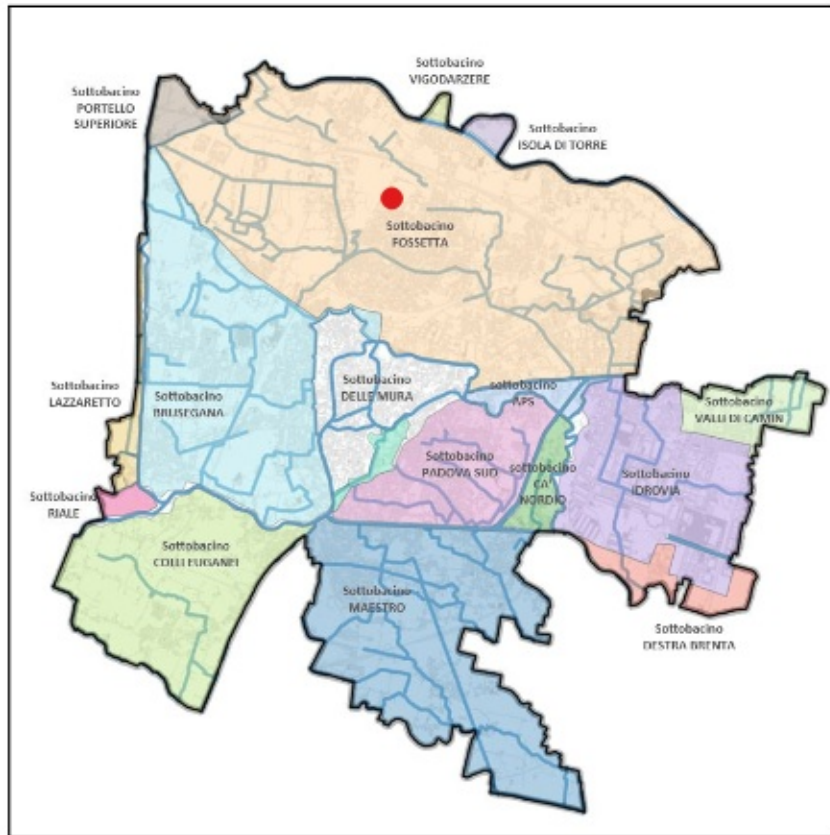 Sottobacino
VIGODARZERE
Sottobacino
PORTELLO
SUPERIORE
Sottobacino
ISOLA DI TORRE
Sottobacino
FOSSETTA
Sottobacino
LAZZARETTO
Sottobacino
BRUSEGANA
Sottobacino
DELLE MURA
sottobacino
APS
Sottobacino
VALLI DI CAMIN
Sottobacino
PADOVA SUD
sottobacino
CA'
NORDIO
Sottobacino
IDROVIA
Sottobacino
RIALE
Sottobacino
COLLI EUGANEI
Sottobacino
MAESTRO
Sottobacino
DESTRA BRENTA